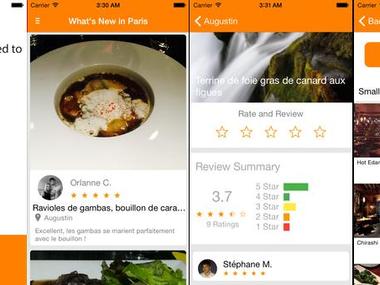 ed to
Carrier
3:30 AM
What's New in Paris
Orlanne C.
Ravioles de gambas, bouillon de cara...
Augustin
Excellent, les gambas se marient parfaitement
avec le bouillon !
Carrier
3:31 AM
Augustin
Terrine de foie gras de canard aux
figues
Rate and Review
Review Summary
3.7
9 Ratings
5 Star
4 Star
3 Star
2 Star
1 Star
Stéphane M.
Carrier
Ba
Small
Hot Eda
Chirashi